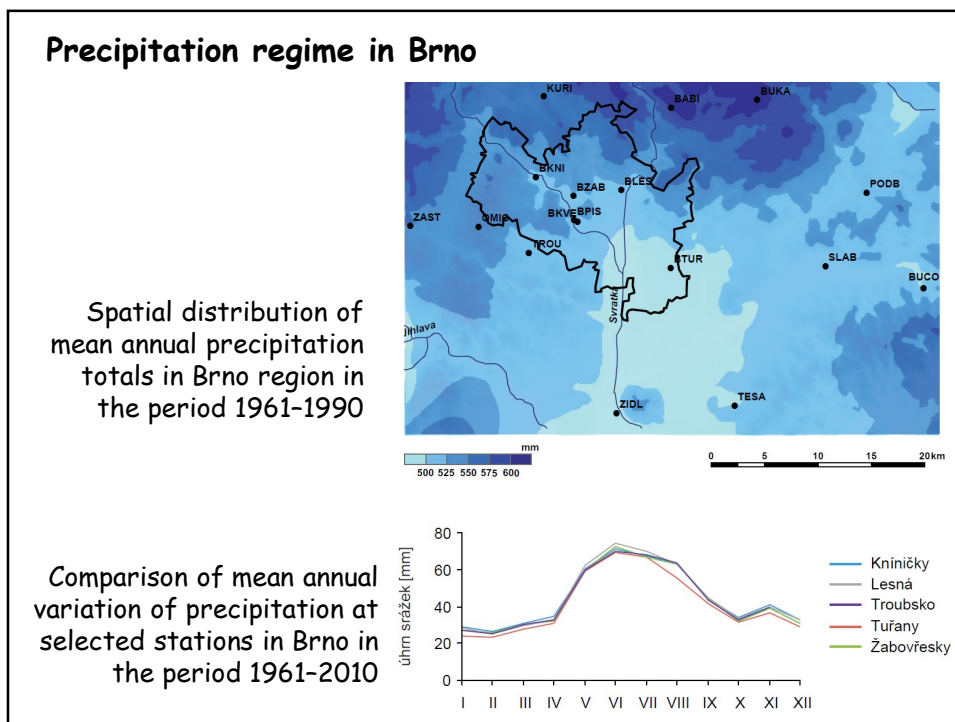 Precipitation regime in Brno
KURI
BABI
BUKA
BKNI
BZAB
BLES
PODB
ZAST
OMIC
BKVE
BPIS
TROU
BTUR
SLAB
BUCO
Svratka
Jihlava
ZIDL
TESA
Spatial distribution of
mean annual precipitation
totals in Brno region in
the period 1961–1990
mm
500 525 550 575 600
0 5 10 15 20 km
Comparison of mean annual
variation of precipitation at
selected stations in Brno in
the period 1961–2010
úhrn srážek [mm]
80
60
40
20
0
I II III IV V VI VII VIII IX X XI XII
Kníničky
Lesná
Troubsko
Tuřany
Žabovřesky